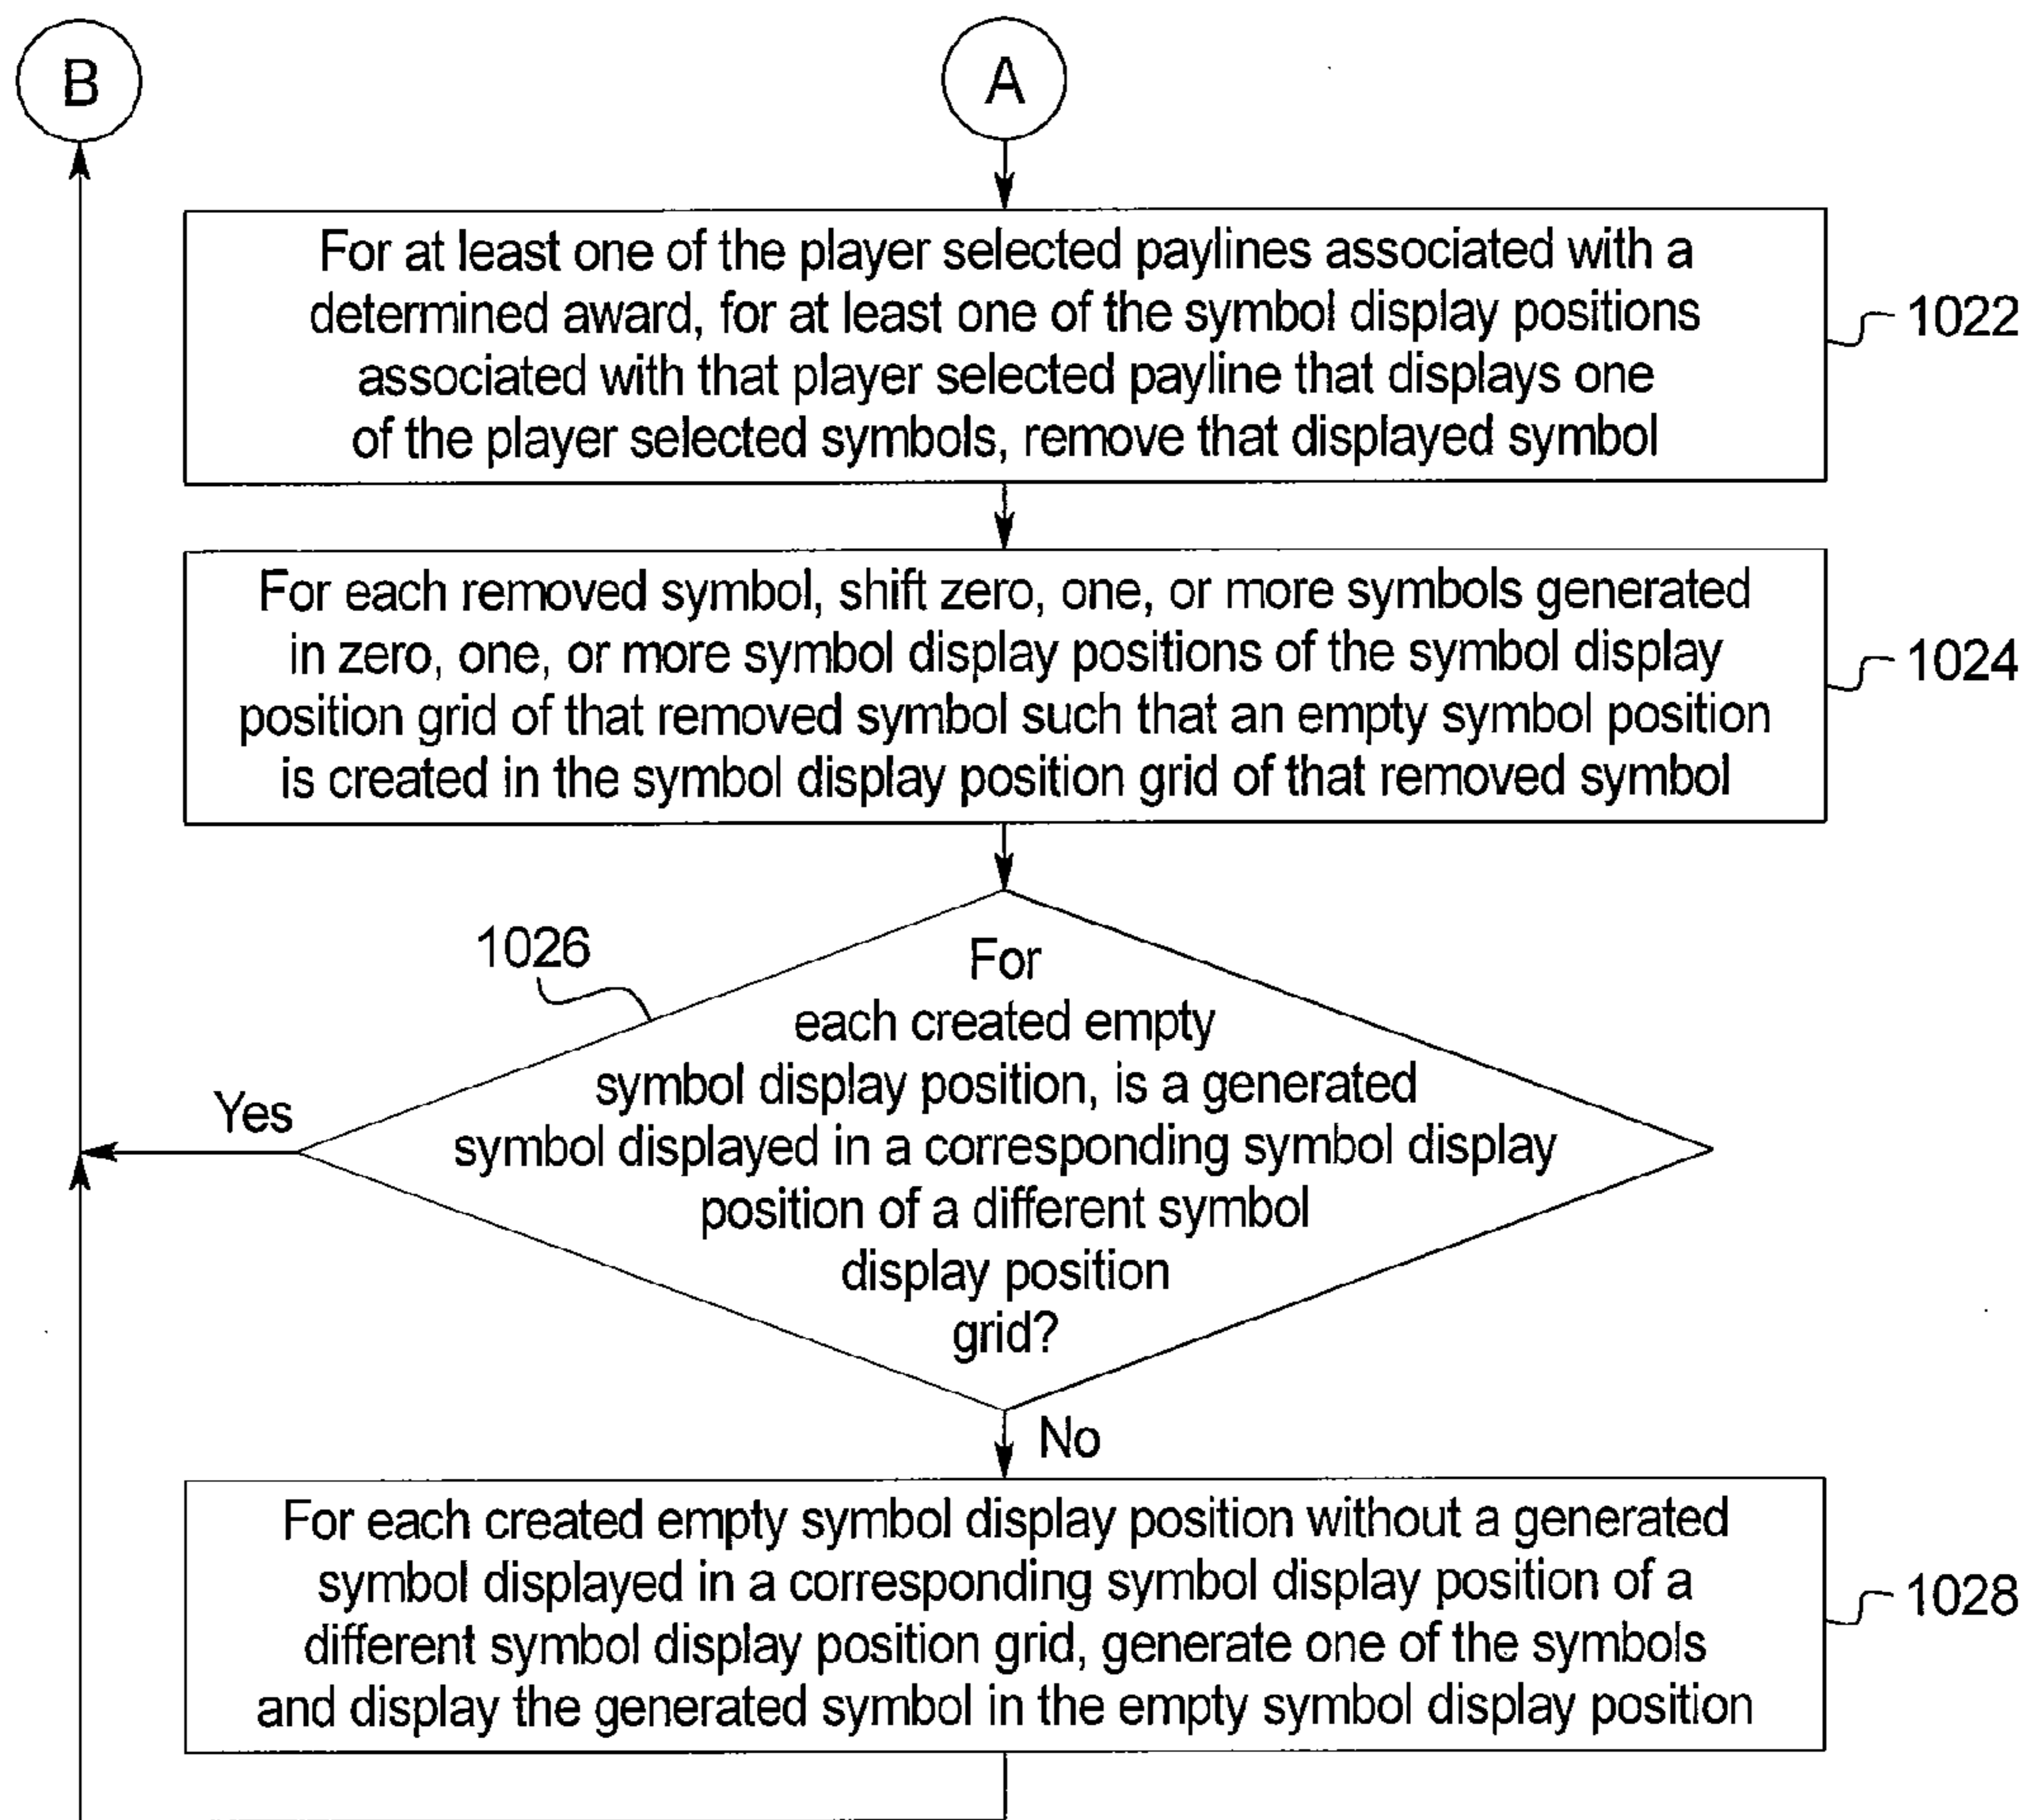 B
A
For at least one of the player selected paylines associated with a
determined award, for at least one of the symbol display positions
associated with that player selected payline that displays one
of the player selected symbols, remove that displayed symbol
1022
For each removed symbol, shift zero, one, or more symbols generated
in zero, one, or more symbol display positions of the symbol display
position grid of that removed symbol such that an empty symbol position
is created in the symbol display position grid of that removed symbol
1024
1026
For
each created empty
symbol display position, is a generated
symbol displayed in a corresponding symbol display
position of a different symbol
display position
grid?
Yes
No
For each created empty symbol display position without a generated
symbol displayed in a corresponding symbol display position of a
different symbol display position grid, generate one of the symbols
and display the generated symbol in the empty symbol display position
1028